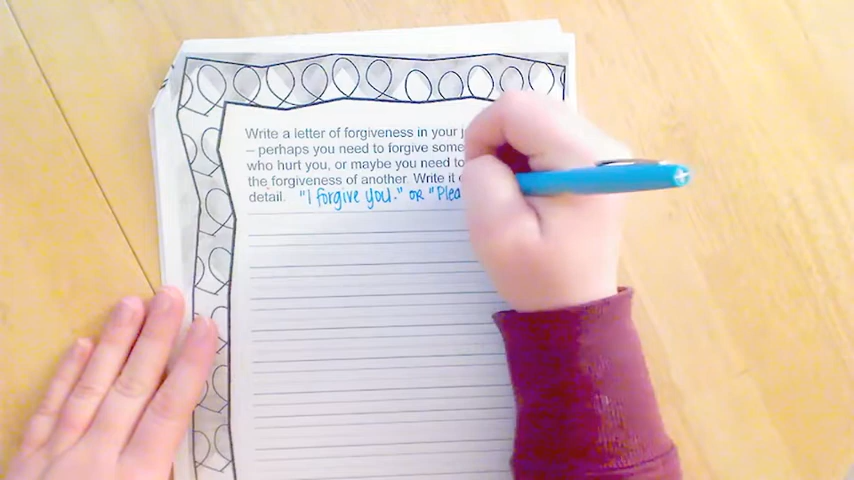 Write a letter of forgiveness in your
– perhaps you need to forgive
who hurt you, or maybe you need to
the forgiveness of another. Write it
detail. "I forgive you." or "Plea